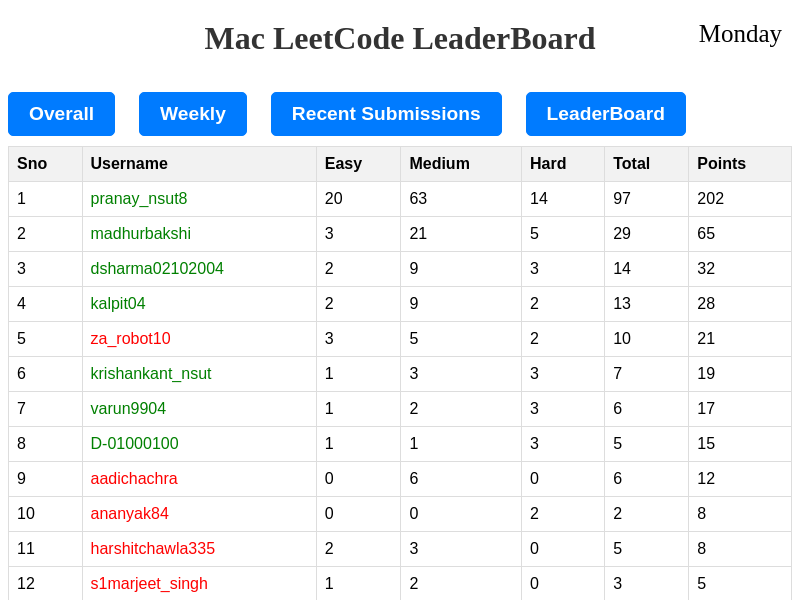 Mac LeetCode LeaderBoard
Monday
Overall Weekly Recent Submissions LeaderBoard
Sno Username Easy Medium Hard Total Points
1 pranay_nsut8 20 63 14 97 202
2 madhurbakshi 3 21 5 29 65
3 dsharma02102004 2 9 3 14 32
4 kalpit04 2 9 2 13 28
5 za_robot10 3 5 2 10 21
6 krishankant_nsut 1 3 3 7 19
7 varun9904 1 2 3 6 17
8 D-01000100 1 1 3 5 15
9 aadichachra 0 6 0 6 12
10 ananyak84 0 0 2 2 8
11 harshitchawla335 2 3 0 5 8
12 s1marjeet_singh 1 2 0 3 5